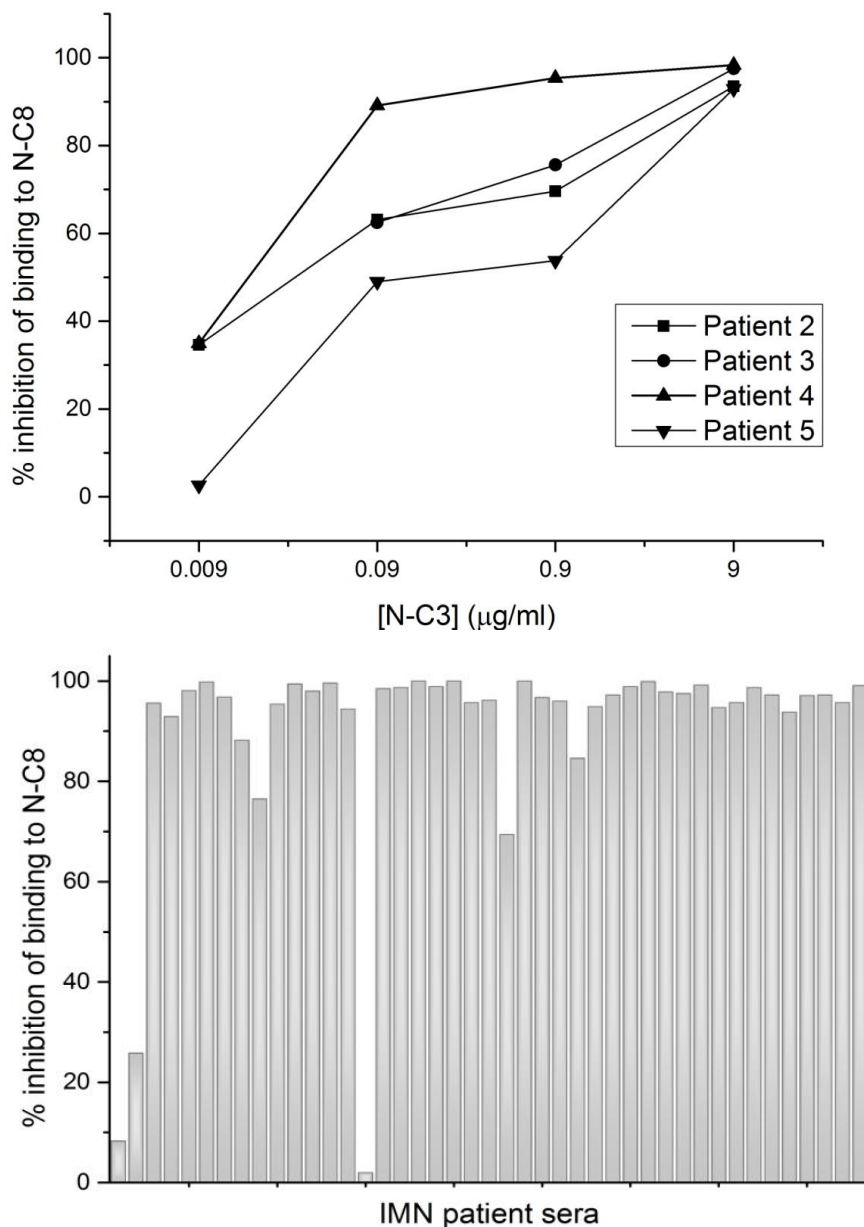 % inhibition of binding to N-C8
100
80
60
40
20
0
Patient 2
Patient 3
Patient 4
Patient 5
0.009 0.09 0.9 9
[N-C3] (μg/ml)
% inhibition of binding to N-C8
100
80
60
40
20
0
IMN patient sera